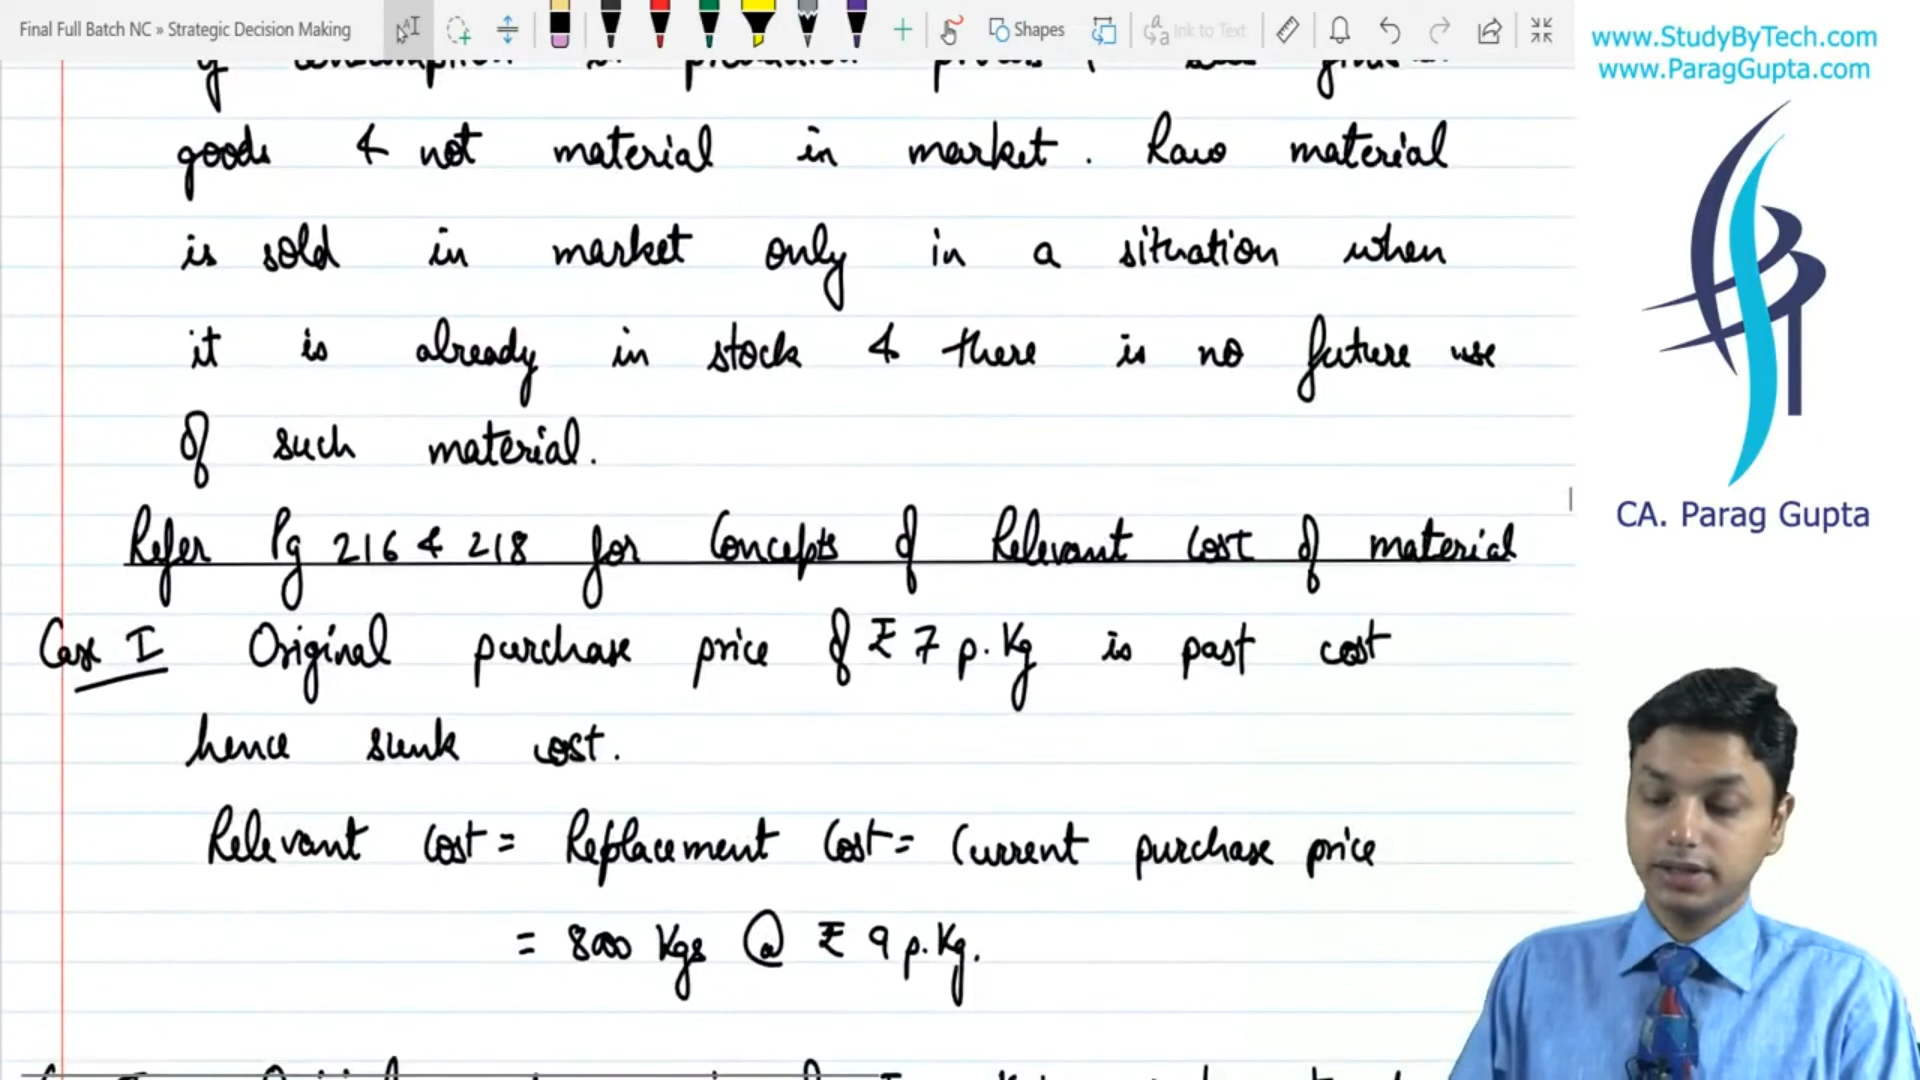 Final Full Batch NC » Strategic Decision Making
Shapes
Ink to Text
www.StudyByTech.com
www.ParagGupta.com
goods & not material in market. Raw material
is sold in market only in a situation when
it is already in stock & there is no future use
of such material.
Refer Pg 216 & 218 for Concepts of Relevant Cost of material
Case I Original purchase price of ₹ 7 p.Kg is past cost
hence sunk cost.
Relevant Cost = Replacement Cost = Current purchase price
= 8000 Kgs @ ₹ 9 p.Kg.
CA. Parag Gupta